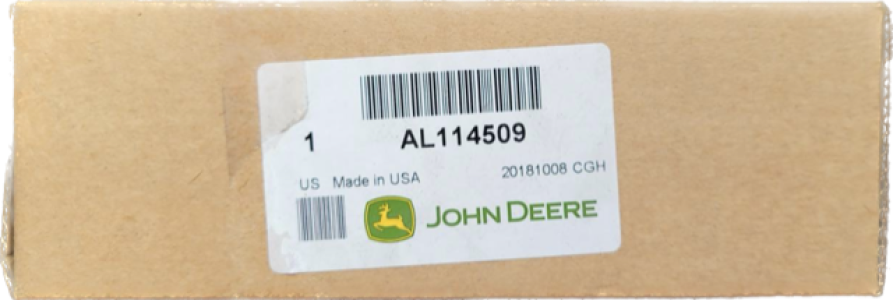 1 AL114509
US Made in USA 20181008 CGH
JOHN DEERE